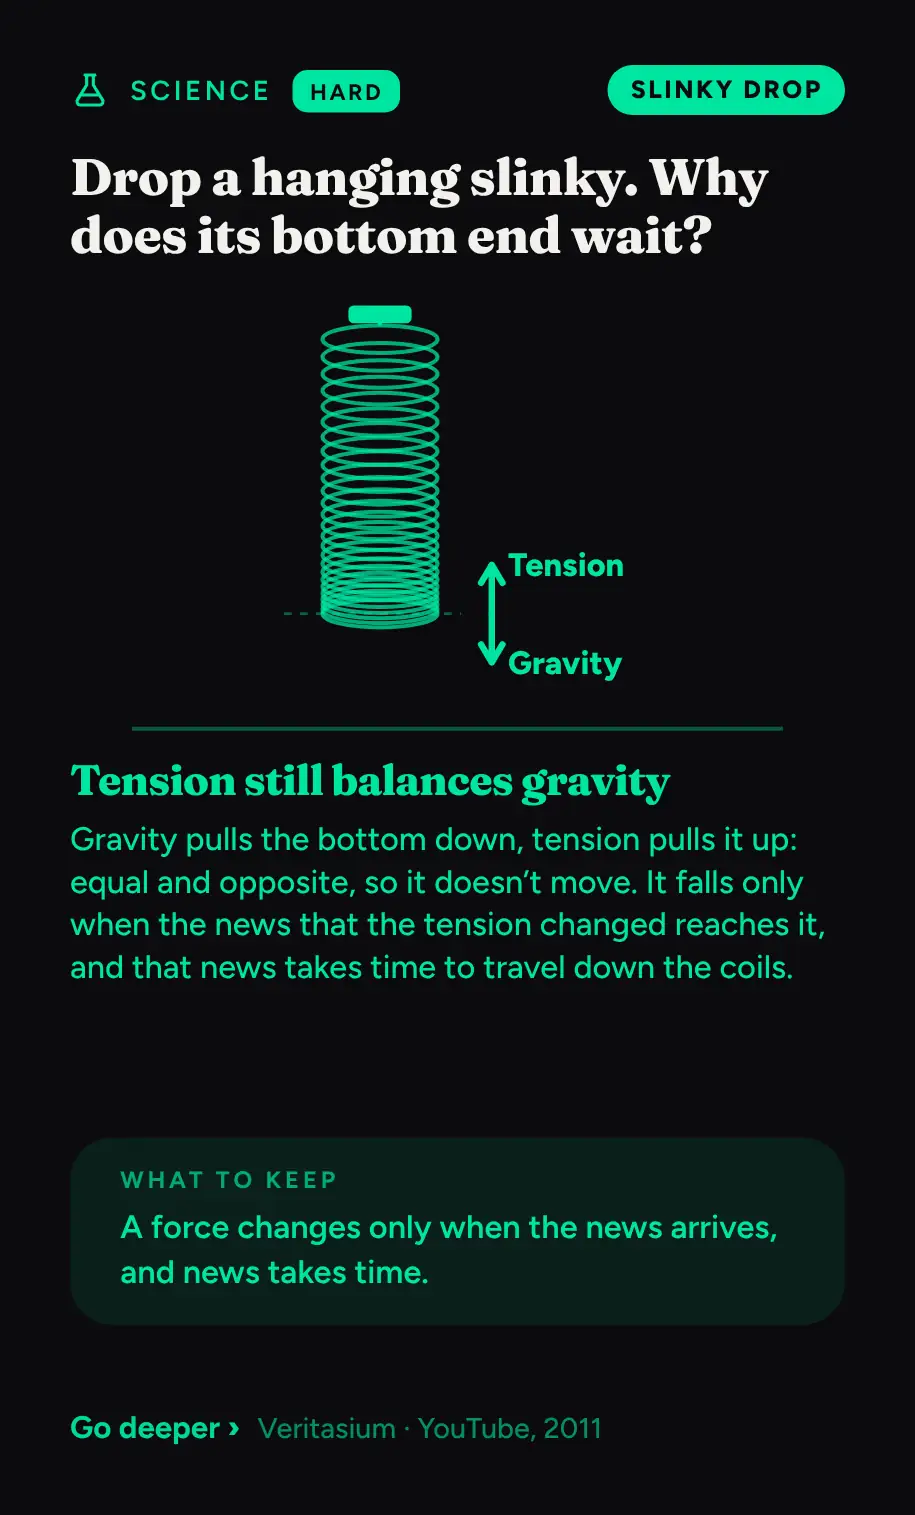 SCIENCE HARD SLINKY DROP
Drop a hanging slinky. Why
does its bottom end wait?
Tension
Gravity
Tension still balances gravity
Gravity pulls the bottom down, tension pulls it up:
equal and opposite, so it doesn’t move. It falls only
when the news that the tension changed reaches it,
and that news takes time to travel down the coils.
WHAT TO KEEP
A force changes only when the news arrives,
and news takes time.
Go deeper › Veritasium · YouTube, 2011